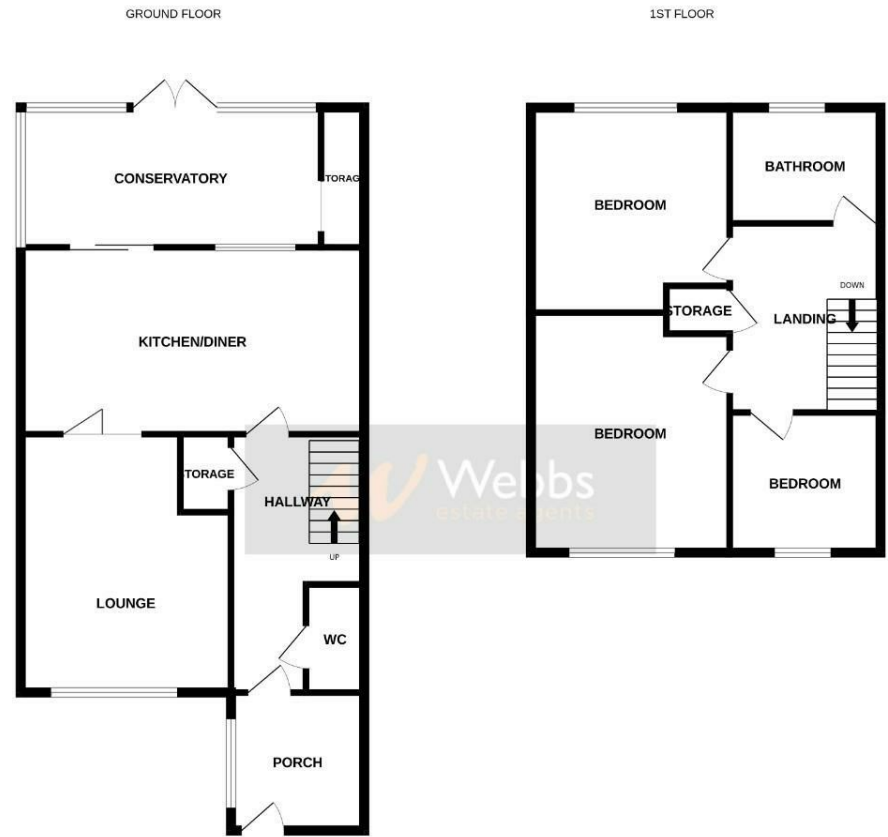 GROUND FLOOR
1ST FLOOR
CONSERVATORY
TORAG
KITCHEN/DINER
TORAGE
HALLWAY
UP
LOUNGE
WC
PORCH
BATHROOM
BEDROOM
DOWN
STORAGE
LANDING
BEDROOM
BEDROOM
Webbs
estate agents